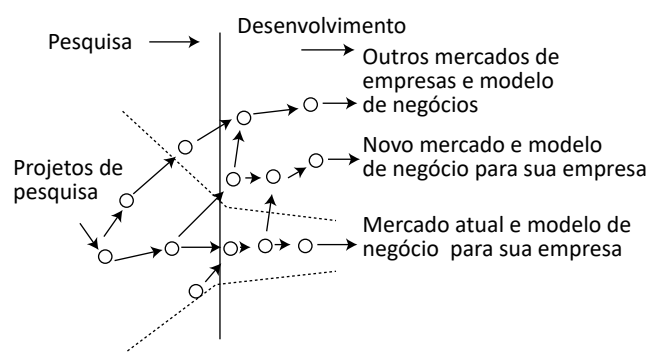 Pesquisa
Desenvolvimento
Outros mercados de
empresas e modelo
de negócios
Novo mercado e modelo
de negócio para sua empresa
Projetos de
pesquisa
Mercado atual e modelo de
negócio para sua empresa